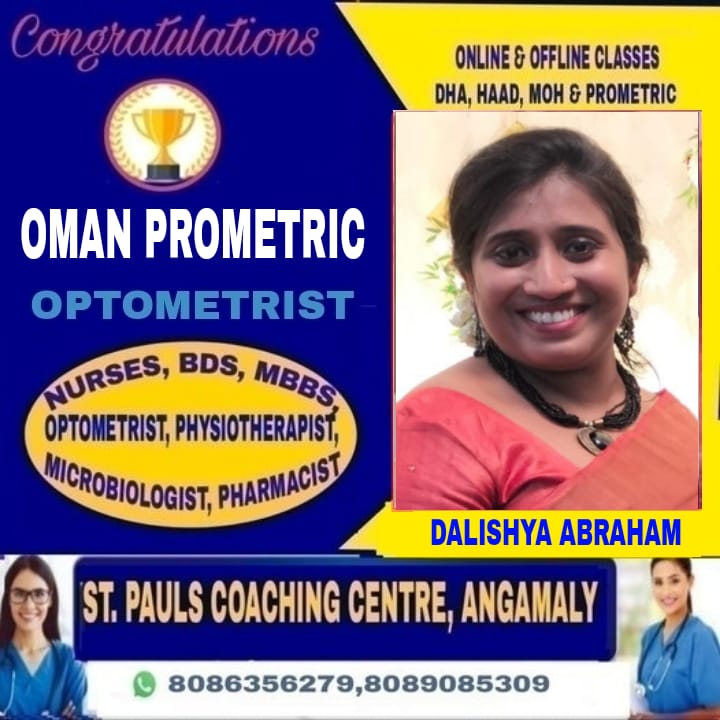 Congratulations
ONLINE & OFFLINE CLASSES
DHA, HAAD, MOH & PROMETRIC
OMAN PROMETRIC
OPTOMETRIST
NURSES, BDS, MBBS,
OPTOMETRIST, PHYSIOTHERAPIST,
MICROBIOLOGIST, PHARMACIST
DALISHYA ABRAHAM
ST. PAULS COACHING CENTRE, ANGAMALY
8086356279,8089085309